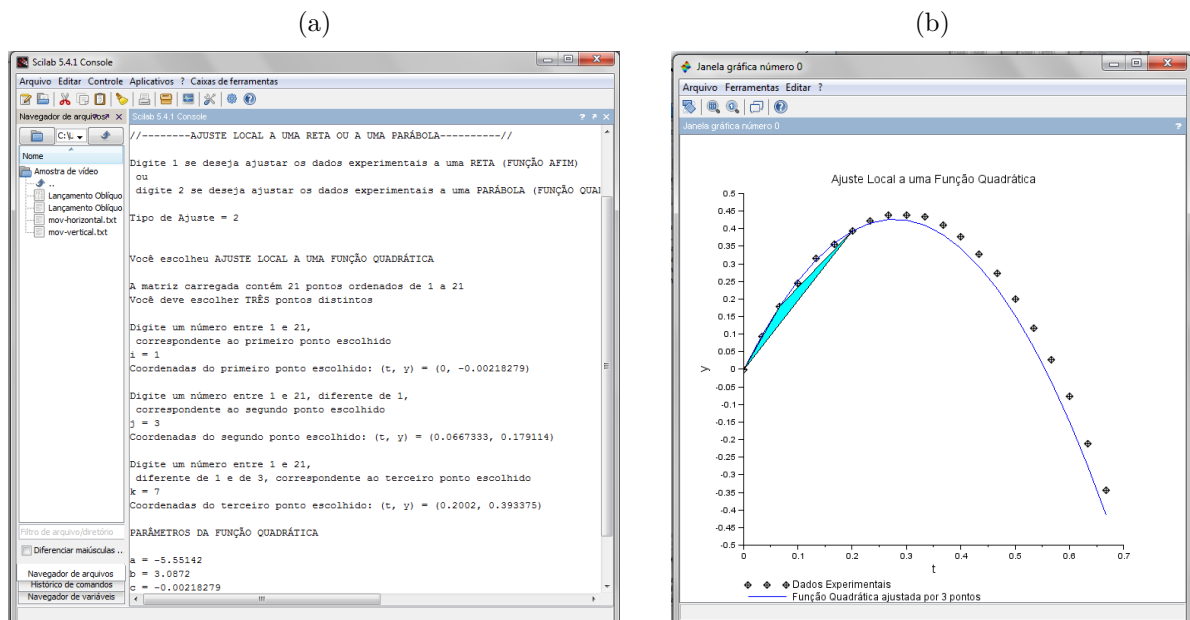 (a)
Scilab 5.4.1 Console
Arquivo Editar Controle Aplicativos ? Caixas de ferramentas
Scilab 5.4.1 Console
C:\
Nome
Amostra de vídeo
..
Lançamento Oblíquo
Lançamento Oblíquo
mov-horizontal.txt
mov-vertical.txt
Filtro de arquivo/diretório
Diferenciar maiúsculas ..
Navegador de arquivos
Histórico de comandos
Navegador de variáveis
//--------AJUSTE LOCAL A UMA RETA OU A UMA PARÁBOLA----------//
Digite 1 se deseja ajustar os dados experimentais a uma RETA (FUNÇÃO AFIM)
ou
digite 2 se deseja ajustar os dados experimentais a uma PARÁBOLA (FUNÇÃO QUA
Tipo de Ajuste = 2
Você escolheu AJUSTE LOCAL A UMA FUNÇÃO QUADRÁTICA
A matriz carregada contém 21 pontos ordenados de 1 a 21
Você deve escolher TRÊS pontos distintos
Digite um número entre 1 e 21,
correspondente ao primeiro ponto escolhido
i = 1
Coordenadas do primeiro ponto escolhido: (t, y) = (0, -0.00218279)
Digite um número entre 1 e 21, diferente de 1,
correspondente ao segundo ponto escolhido
j = 3
Coordenadas do segundo ponto escolhido: (t, y) = (0.0667333, 0.179114)
Digite um número entre 1 e 21,
diferente de 1 e de 3, correspondente ao terceiro ponto escolhido
k = 7
Coordenadas do terceiro ponto escolhido: (t, y) = (0.2002, 0.393375)
PARÂMETROS DA FUNÇÃO QUADRÁTICA
a = -5.55142
b = 3.0872
c = -0.00218279
(b)
Janela gráfica número 0
Arquivo Ferramentas Editar ?
Janela gráfica número 0
Ajuste Local a uma Função Quadrática
0.5
0.45
0.4
0.35
0.3
0.25
0.2
0.15
0.1
0.05
0
-0.05
-0.1
-0.15
-0.2
-0.25
-0.3
-0.35
-0.4
-0.45
-0.5
y
0 0.1 0.2 0.3 0.4 0.5 0.6 0.7
t
Dados Experimentais
Função Quadrática ajustada por 3 pontos